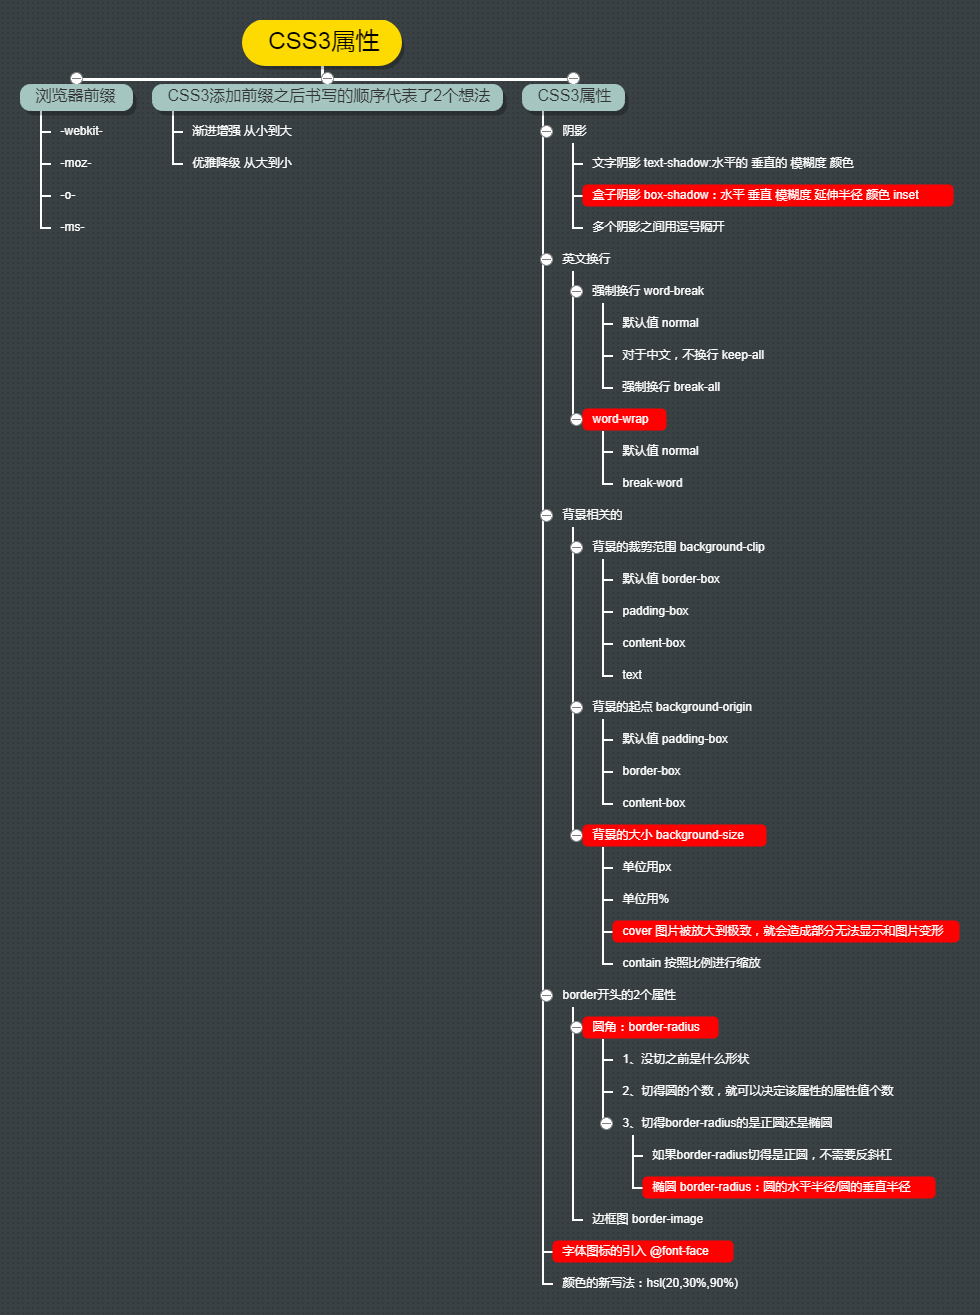 CSS3属性
浏览器前缀
-webkit-
-moz-
-o-
-ms-
CSS3添加前缀之后书写的顺序代表了2个想法
渐进增强 从小到大
优雅降级 从大到小
CSS3属性
阴影
文字阴影 text-shadow:水平的 垂直的 模糊度 颜色
盒子阴影 box-shadow：水平 垂直 模糊度 延伸半径 颜色 inset
多个阴影之间用逗号隔开
英文换行
强制换行 word-break
默认值 normal
对于中文，不换行 keep-all
强制换行 break-all
word-wrap
默认值 normal
break-word
背景相关的
背景的裁剪范围 background-clip
默认值 border-box
padding-box
content-box
text
背景的起点 background-origin
默认值 padding-box
border-box
content-box
背景的大小 background-size
单位用px
单位用%
cover 图片被放大到极致，就会造成部分无法显示和图片变形
contain 按照比例进行缩放
border开头的2个属性
圆角：border-radius
1、没切之前是什么形状
2、切得圆的个数，就可以决定该属性的属性值个数
3、切得border-radius的是正圆还是椭圆
如果border-radius切得是正圆，不需要反斜杠
椭圆 border-radius：圆的水平半径/圆的垂直半径
边框图 border-image
字体图标的引入 @font-face
颜色的新写法：hsl(20,30%,90%)